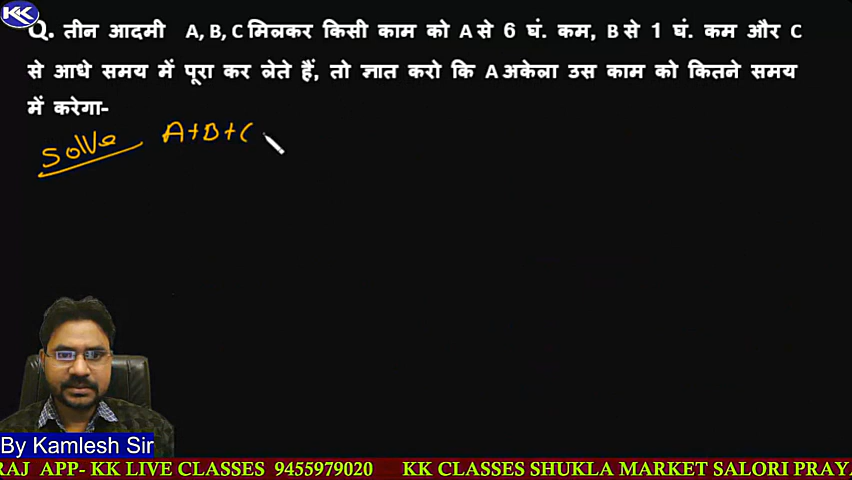 KK
Q. तीन आदमी A, B, C मिलकर किसी काम को A से 6 घं. कम, B से 1 घं. कम और C
से आधे समय में पूरा कर लेते हैं, तो ज्ञात करो कि A अकेला उस काम को कितने समय
में करेगा-
Solve A+B+C
By Kamlesh Sir
RAJ APP- KK LIVE CLASSES 9455979020 KK CLASSES SHUKLA MARKET SALORI PRAYA